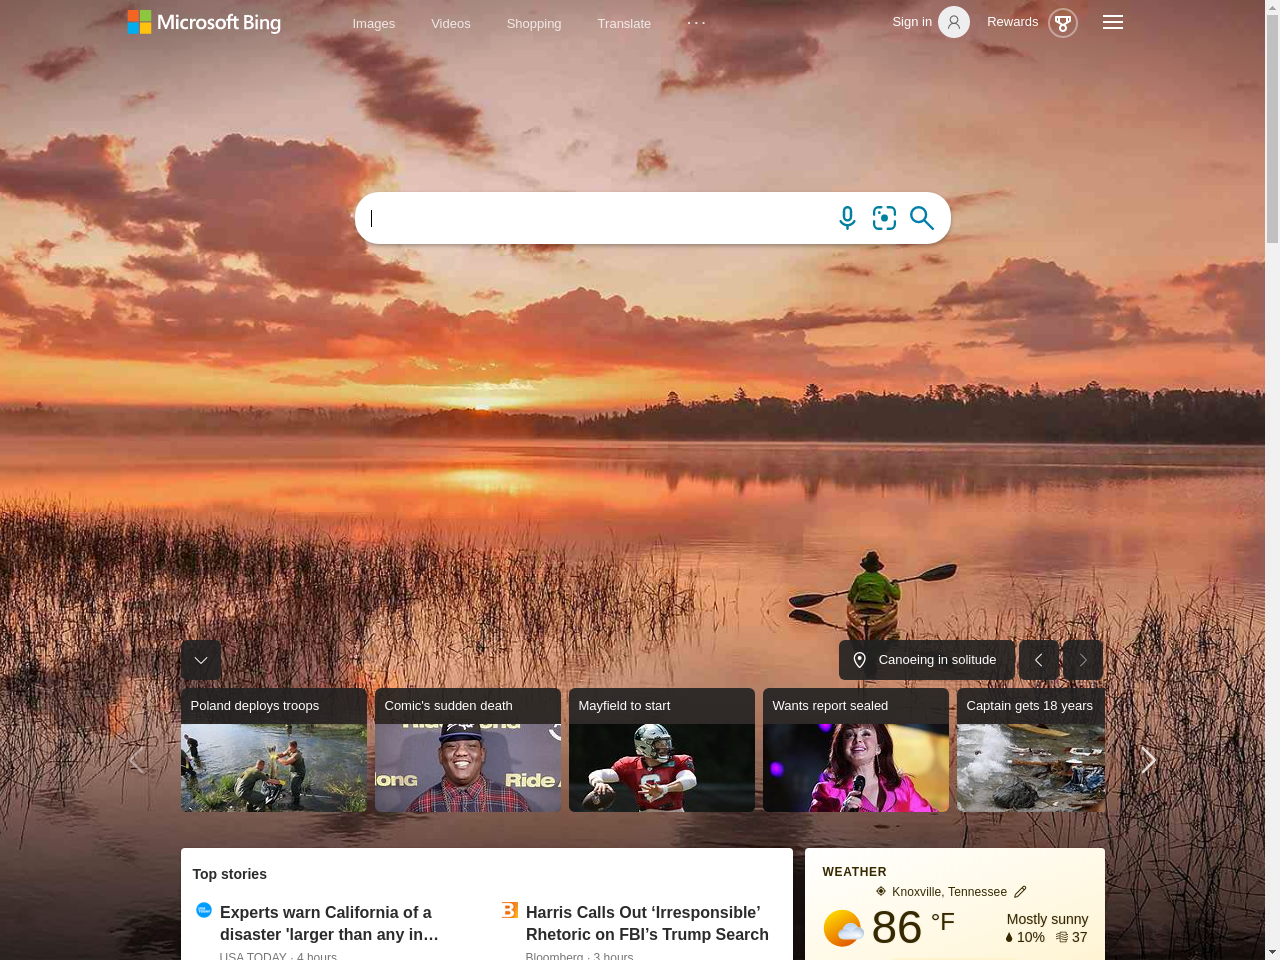 Microsoft Bing
Images Videos Shopping Translate ...
Sign in Rewards
Canoeing in solitude
Poland deploys troops
Comic's sudden death
Mayfield to start
Wants report sealed
Captain gets 18 years
long
Ride A
Top stories
Experts warn California of a
disaster 'larger than any in…
USA TODAY · 4 hours
Harris Calls Out ‘Irresponsible’
Rhetoric on FBI’s Trump Search
Bloomberg · 3 hours
WEATHER
Knoxville, Tennessee
86 °F
Mostly sunny
10% 37